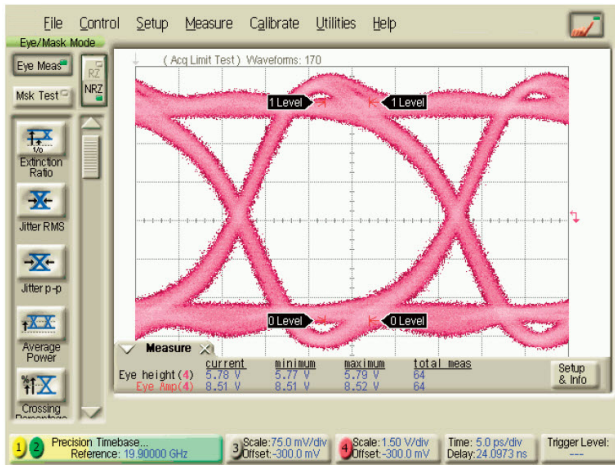 File Control Setup Measure Calibrate Utilities Help
Eye/Mask Mode
Eye Meas
RZ
NRZ
Msk Test
(Acq Limit Test) Waveforms: 170
1 Level 1 Level
Extinction
Ratio
Jitter RMS
Jitter p-p
Average
Power
Crossing
0 Level 0 Level
Measure
current minimum maximum total meas
Eye height(4) 5.78 V 5.77 V 5.79 V 64
Eye Amp(4) 8.51 V 8.51 V 8.52 V 64
Setup
& Info
1 2 Precision Timebase...
Reference: 19.90000 GHz
3 Scale:75.0 mV/div
Offset:-300.0 mV
4 Scale:1.50 V/div
Offset:-300.0 mV
Time: 5.0 ps/div
Delay:24.0973 ns
Trigger Level:
---